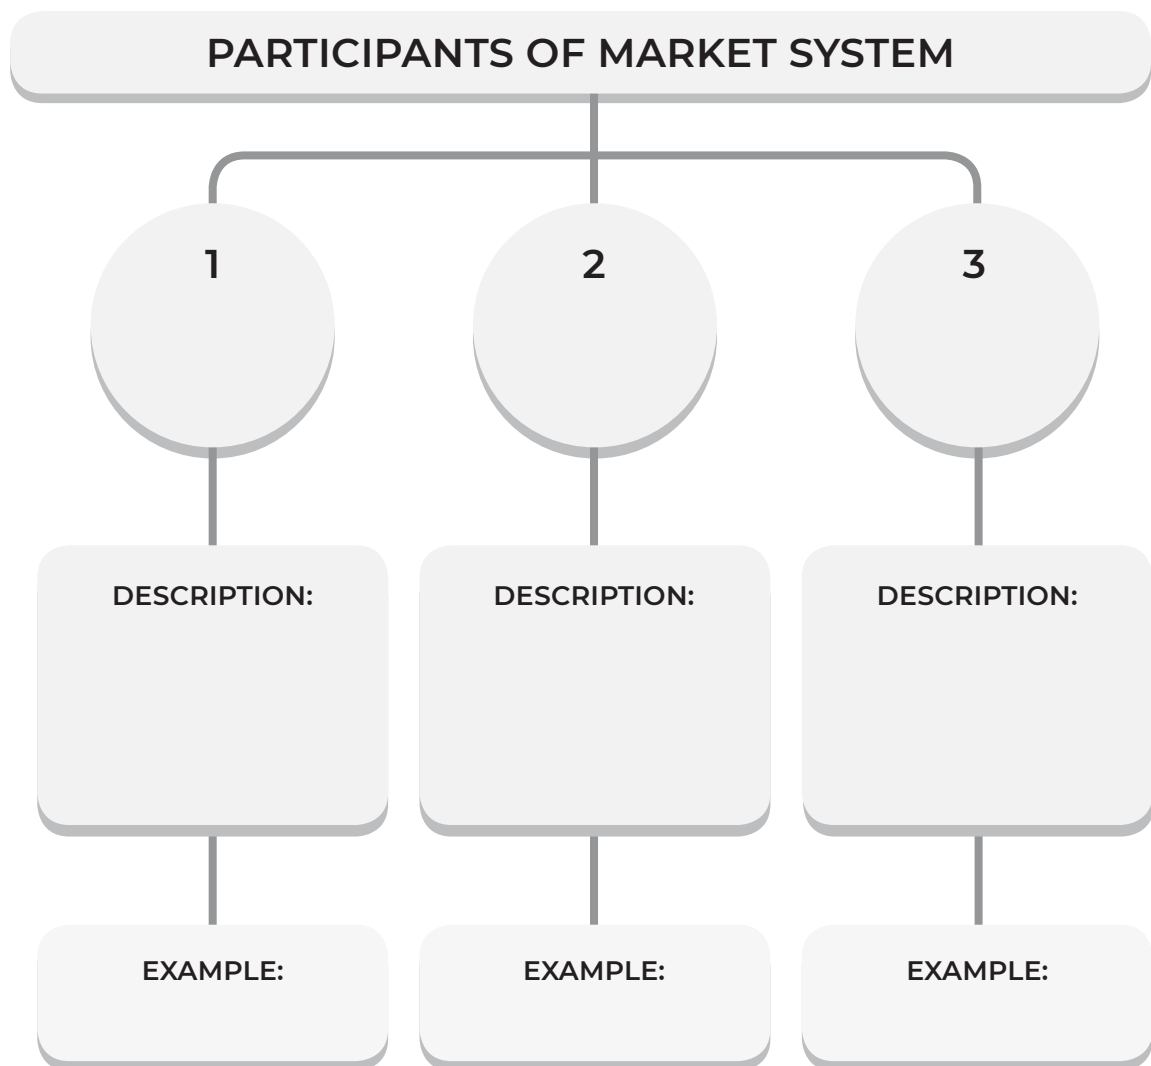 PARTICIPANTS OF MARKET SYSTEM
1
2
3
DESCRIPTION:
DESCRIPTION:
DESCRIPTION:
EXAMPLE:
EXAMPLE:
EXAMPLE: